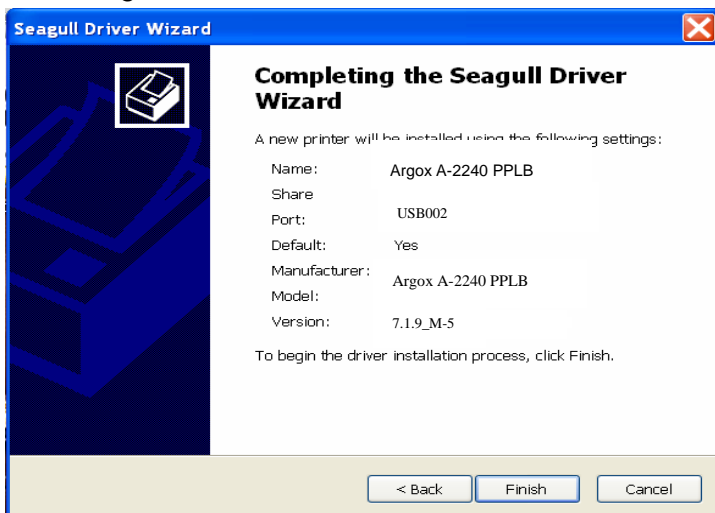 Seagull Driver Wizard
Completing the Seagull Driver
Wizard
A new printer will be installed using the following settings:
Name: Argox A-2240 PPLB
Share
Port: USB002
Default: Yes
Manufacturer:
Argox A-2240 PPLB
Model:
Version: 7.1.9_M-5
To begin the driver installation process, click Finish.
< Back Finish Cancel